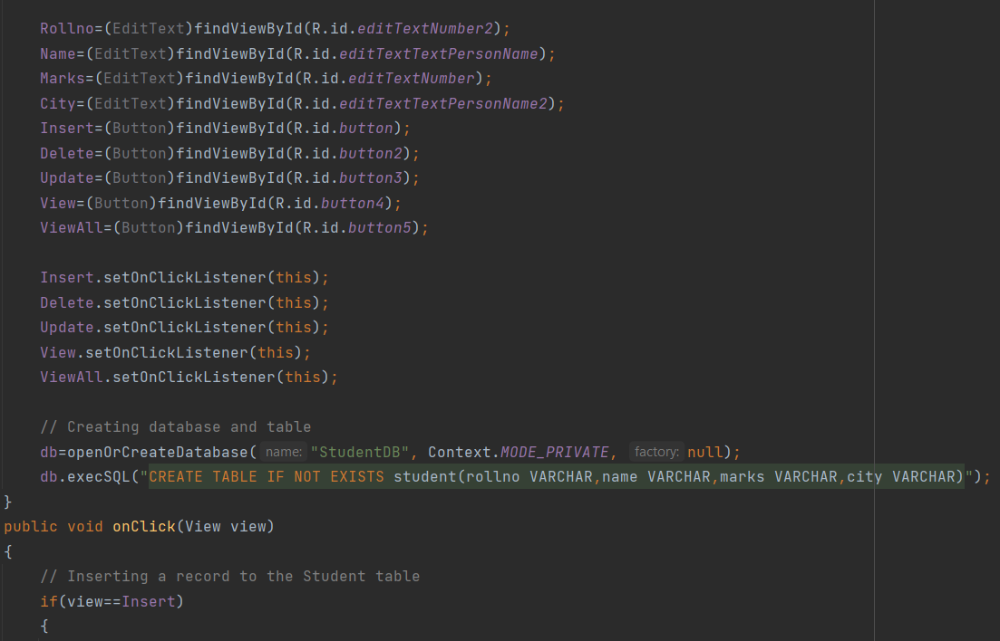 Rollno=(EditText)findViewById(R.id.editTextNumber2);
Name=(EditText)findViewById(R.id.editTextTextPersonName);
Marks=(EditText)findViewById(R.id.editTextNumber);
City=(EditText)findViewById(R.id.editTextTextPersonName2);
Insert=(Button)findViewById(R.id.button);
Delete=(Button)findViewById(R.id.button2);
Update=(Button)findViewById(R.id.button3);
View=(Button)findViewById(R.id.button4);
ViewAll=(Button)findViewById(R.id.button5);
Insert.setOnClickListener(this);
Delete.setOnClickListener(this);
Update.setOnClickListener(this);
View.setOnClickListener(this);
ViewAll.setOnClickListener(this);
// Creating database and table
db=openOrCreateDatabase( name: "StudentDB", Context.MODE_PRIVATE, factory: null);
db.execSQL("CREATE TABLE IF NOT EXISTS student(rollno VARCHAR,name VARCHAR,marks VARCHAR,city VARCHAR)");
}
public void onClick(View view)
{
// Inserting a record to the Student table
if(view==Insert)
{